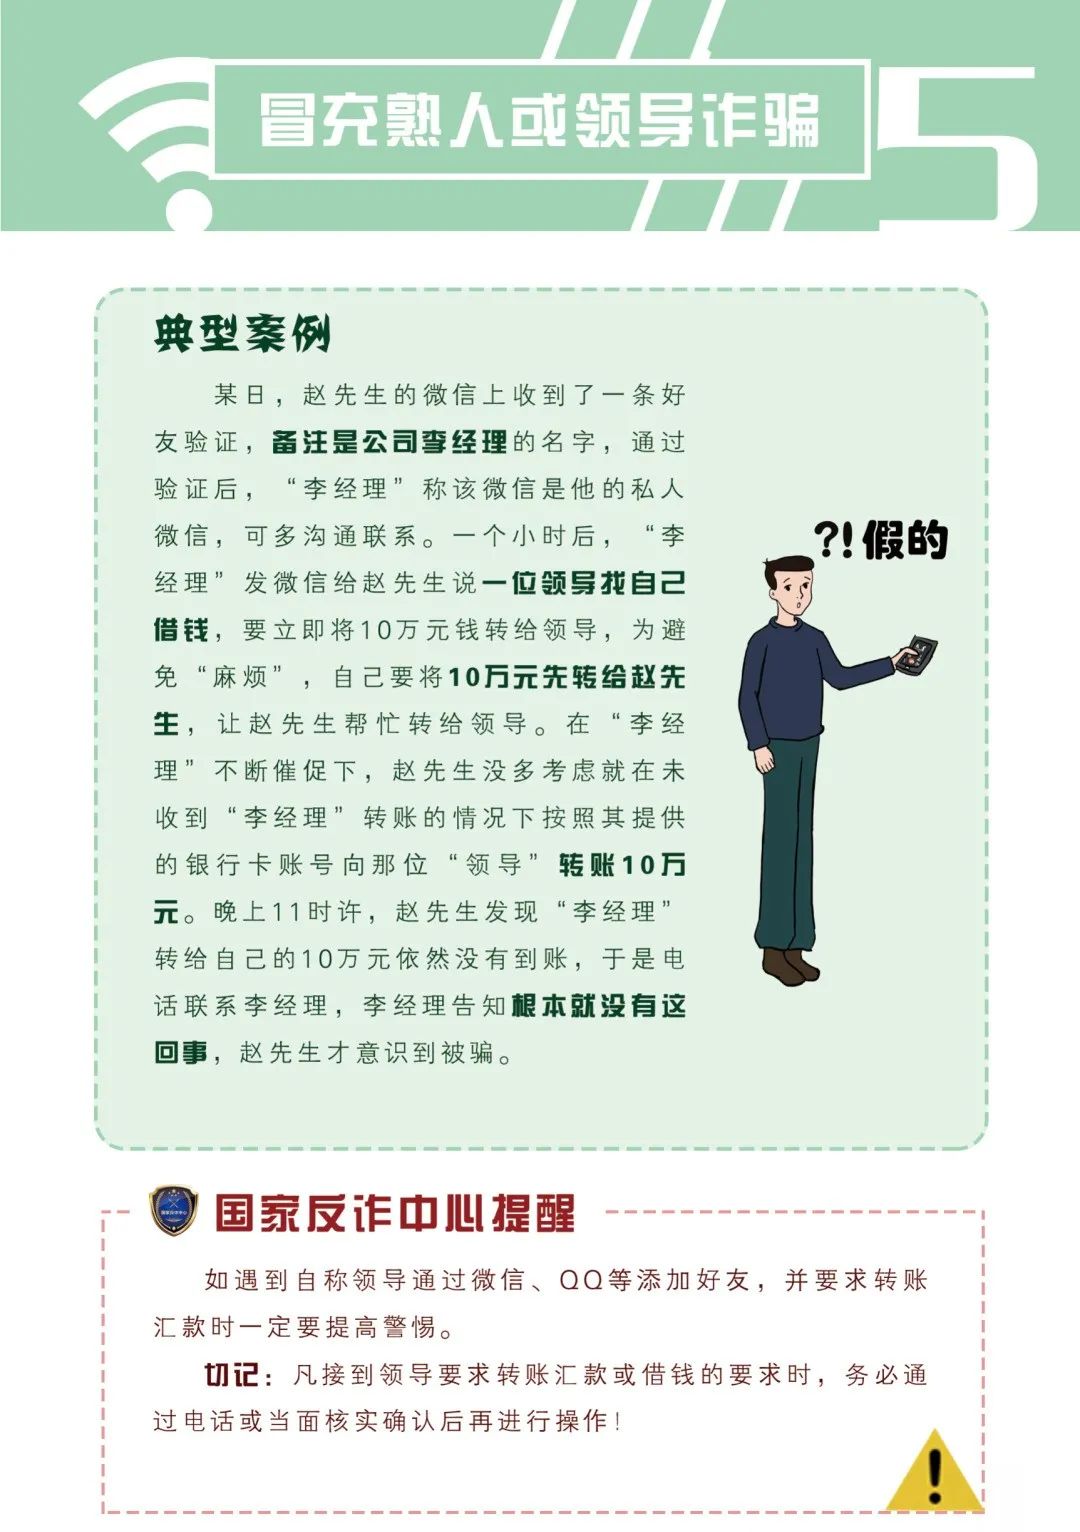 冒充熟人或领导诈骗
5
典型案例
某日，赵先生的微信上收到了一条好
友验证，备注是公司李经理的名字，通过
验证后，“李经理”称该微信是他的私人
微信，可多沟通联系。一个小时后，“李
经理”发微信给赵先生说一位领导找自己
借钱，要立即将10万元钱转给领导，为避
免“麻烦”，自己要将10万元先转给赵先
生，让赵先生帮忙转给领导。在“李经
理”不断催促下，赵先生没多考虑就在未
收到“李经理”转账的情况下按照其提供
的银行卡账号向那位“领导”转账10万
元。晚上11时许，赵先生发现“李经理”
转给自己的10万元依然没有到账，于是电
话联系李经理，李经理告知根本就没有这
回事，赵先生才意识到被骗。
?!假的
国家反诈中心
国家反诈中心提醒
如遇到自称领导通过微信、QQ等添加好友，并要求转账
汇款时一定要提高警惕。
切记：凡接到领导要求转账汇款或借钱的要求时，务必通
过电话或当面核实确认后再进行操作！